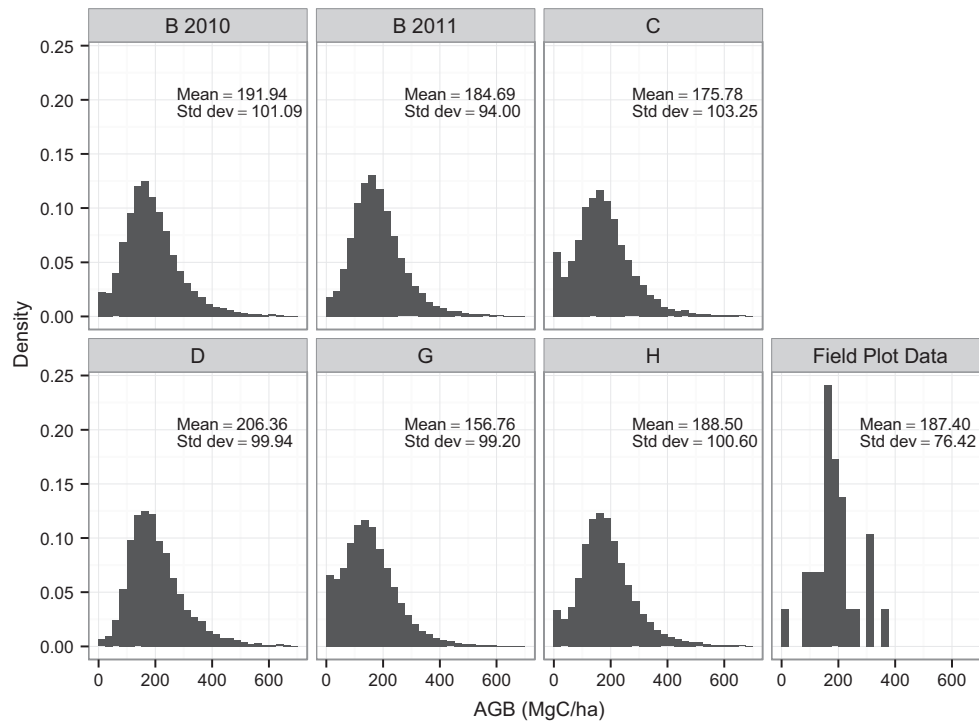 B 2010
B 2011
C
0.25
0.20
0.15
0.10
0.05
0.00
Mean = 191.94
Std dev = 101.09
Mean = 184.69
Std dev = 94.00
Mean = 175.78
Std dev = 103.25
Density
D
G
H
Field Plot Data
0.25
0.20
0.15
0.10
0.05
0.00
Mean = 206.36
Std dev = 99.94
Mean = 156.76
Std dev = 99.20
Mean = 188.50
Std dev = 100.60
Mean = 187.40
Std dev = 76.42
0 200 400 600
0 200 400 600
0 200 400 600
0 200 400 600
AGB (MgC/ha)